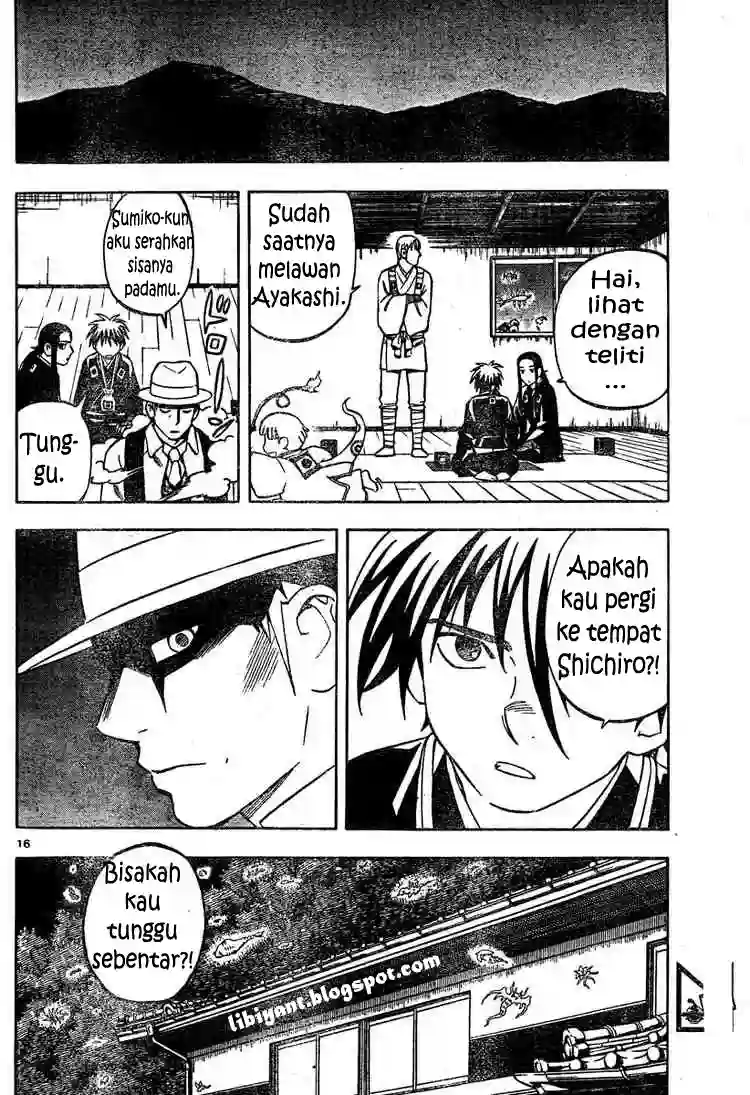 Hai,
lihat
dengan
teliti
...
Sudah
saatnya
melawan
Ayakashi.
Sumiko-kun
aku serahkan
sisanya
padamu.
Tung-
gu.
Apakah
kau pergi
ke tempat
Shichiro?!
16
Bisakah
kau
tunggu
sebentar?!
libiyant.blogspot.com